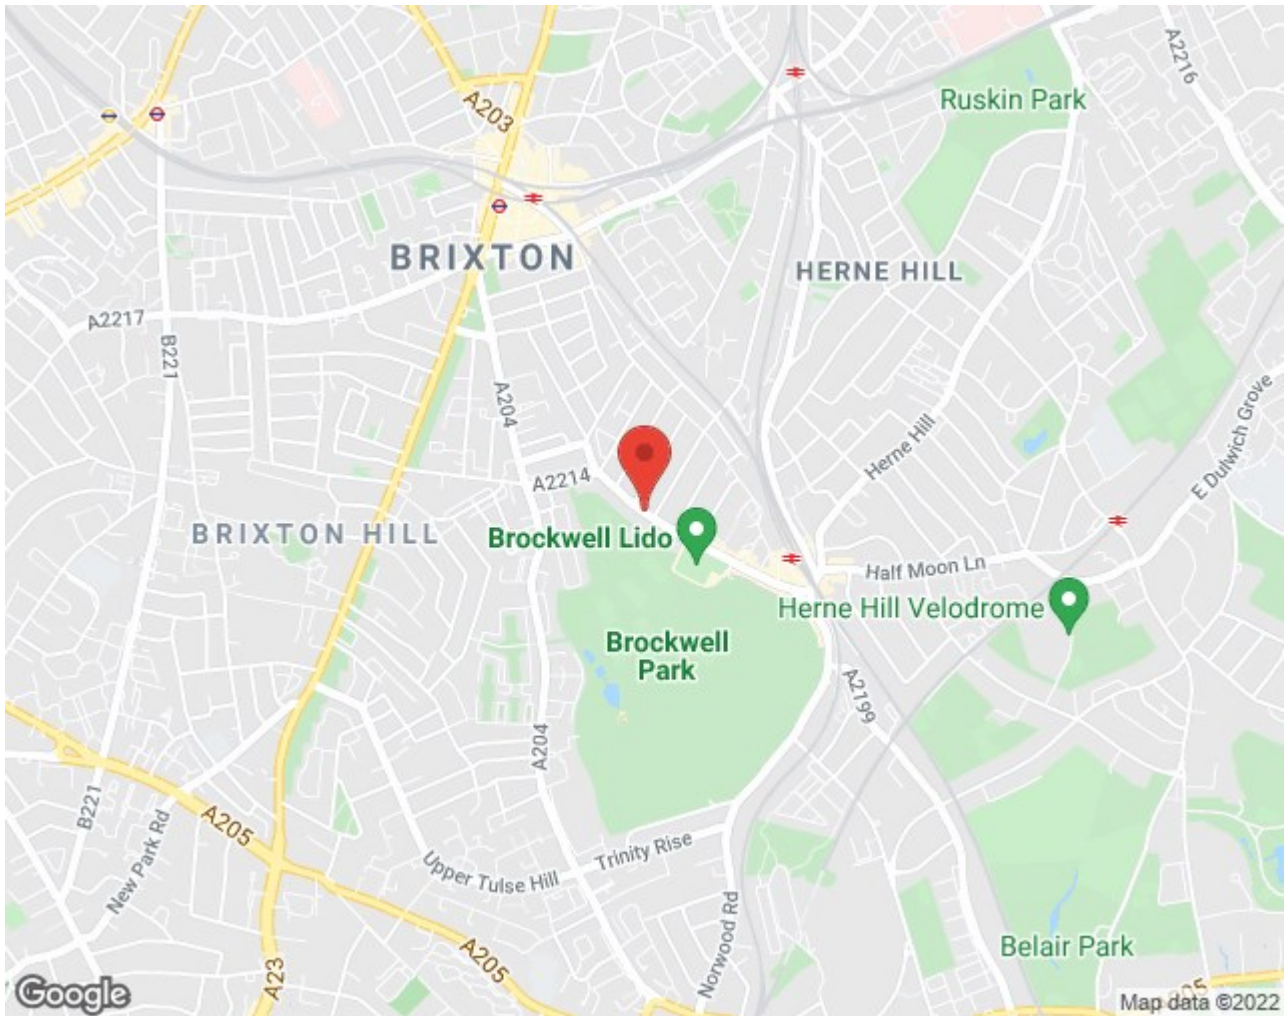 A2216
Ruskin Park
A203
BRIXTON
HERNE HILL
A2217
B221
A204
E Dulwich Grove
Herne Hill
A2214
BRIXTON HILL
Brockwell Lido
Half Moon Ln
Herne Hill Velodrome
Brockwell
Park
A2199
A204
B221
A205
New Park Rd
Upper Tulse Hill
Trinity Rise
Norwood Rd
A205
Belair Park
A23
A205
Google
Map data ©2022